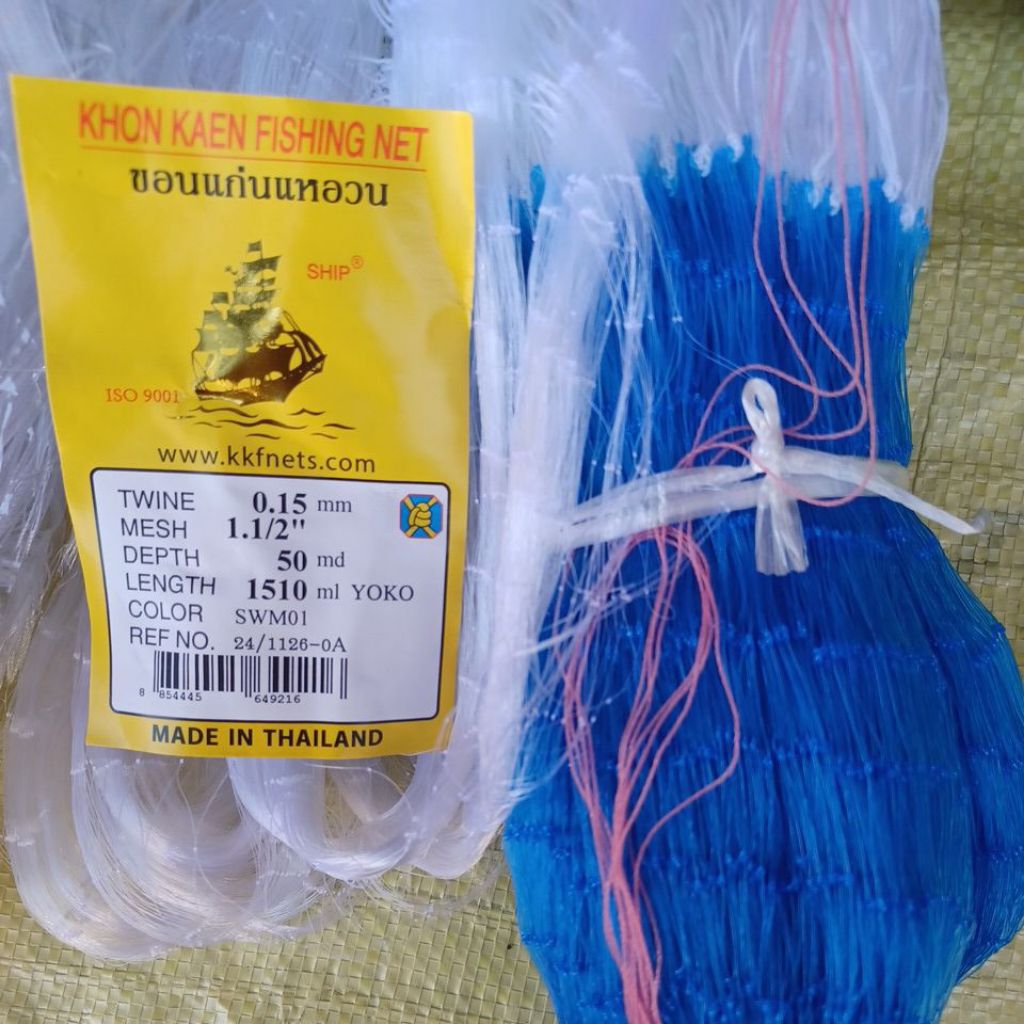 KHON KAEN FISHING NET
ขอนแก่นแหอวน
SHIP®
ISO 9001
www.kkfnets.com
TWINE 0.15 mm
MESH 1.1/2"
DEPTH 50 md
LENGTH 1510 ml YOKO
COLOR SWM01
REF NO. 24/1126-0A
8 854445 649216
MADE IN THAILAND